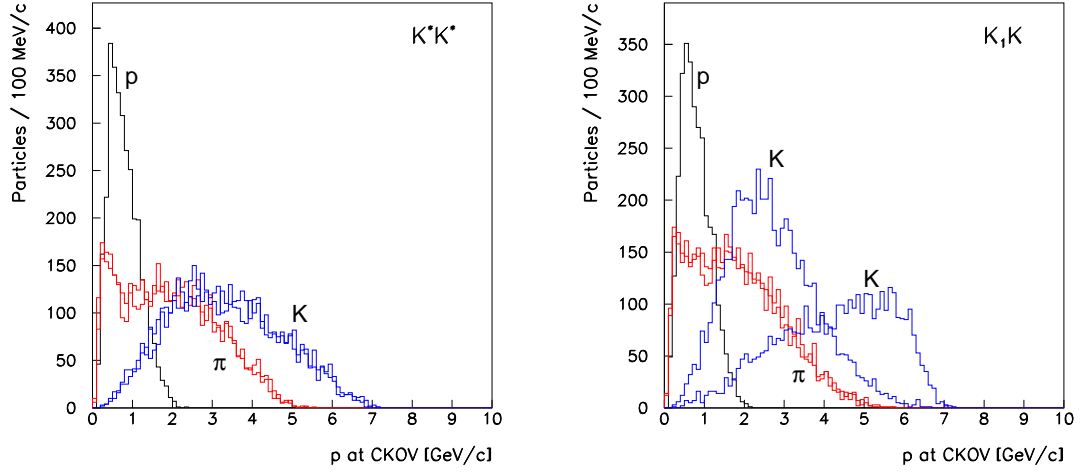 Particles / 100 MeV/c
400
350
300
250
200
150
100
50
0
K*K*
p
K
π
0 1 2 3 4 5 6 7 8 9 10
p at CKOV [GeV/c]
Particles / 100 MeV/c
350
300
250
200
150
100
50
0
K₁K
p
K
K
π
0 1 2 3 4 5 6 7 8 9 10
p at CKOV [GeV/c]